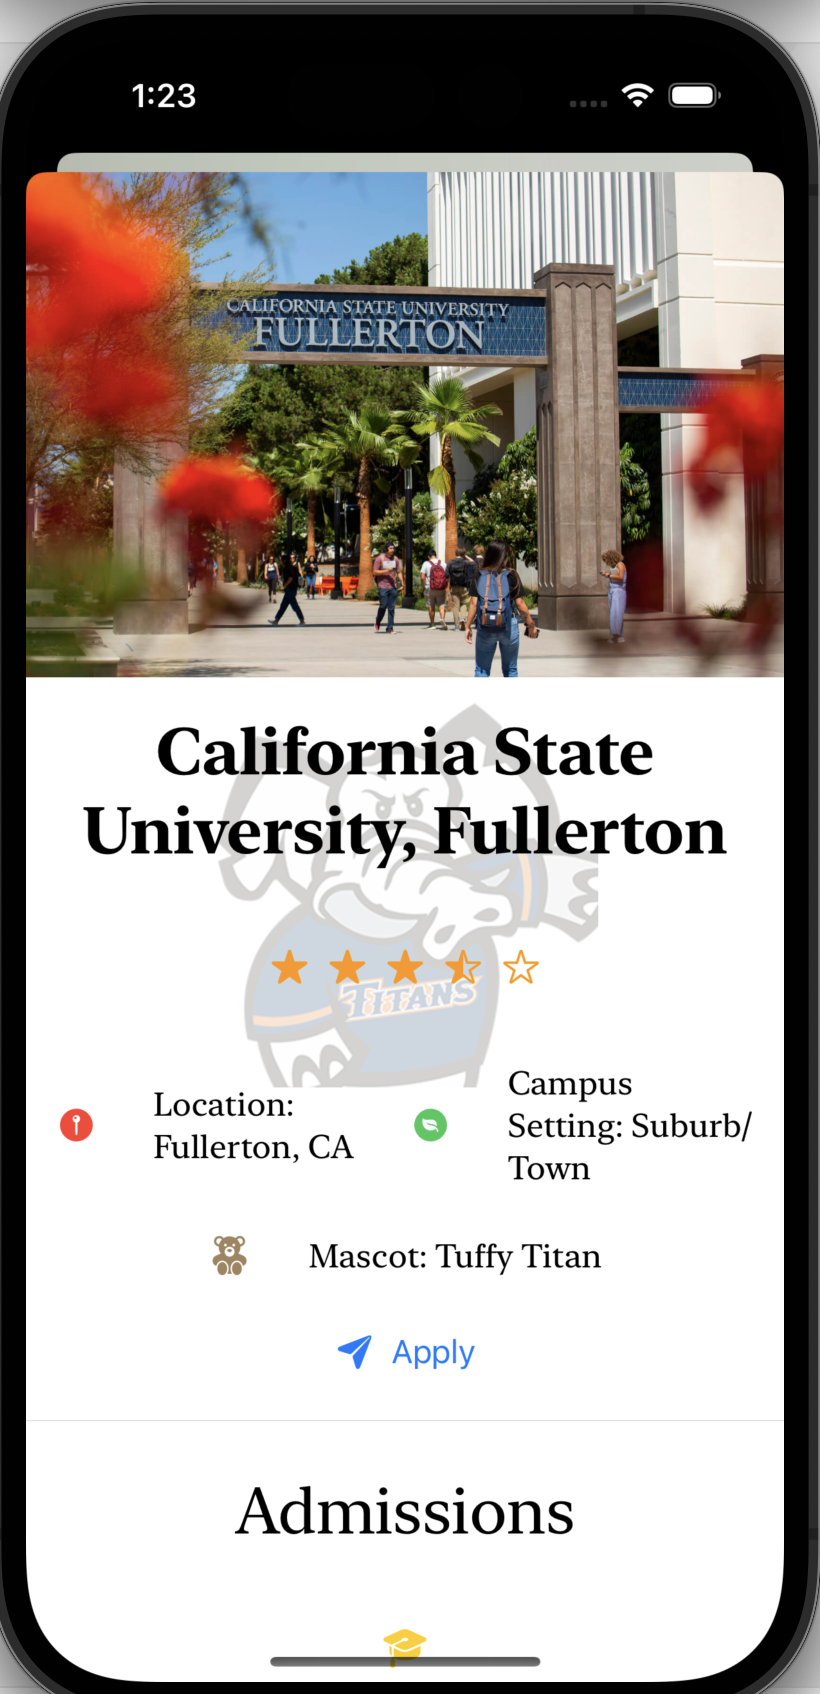 1:23
CALIFORNIA STATE UNIVERSITY
FULLERTON
California State
University, Fullerton
TITANS
Location:
Fullerton, CA
Campus
Setting: Suburb/
Town
Mascot: Tuffy Titan
Apply
Admissions